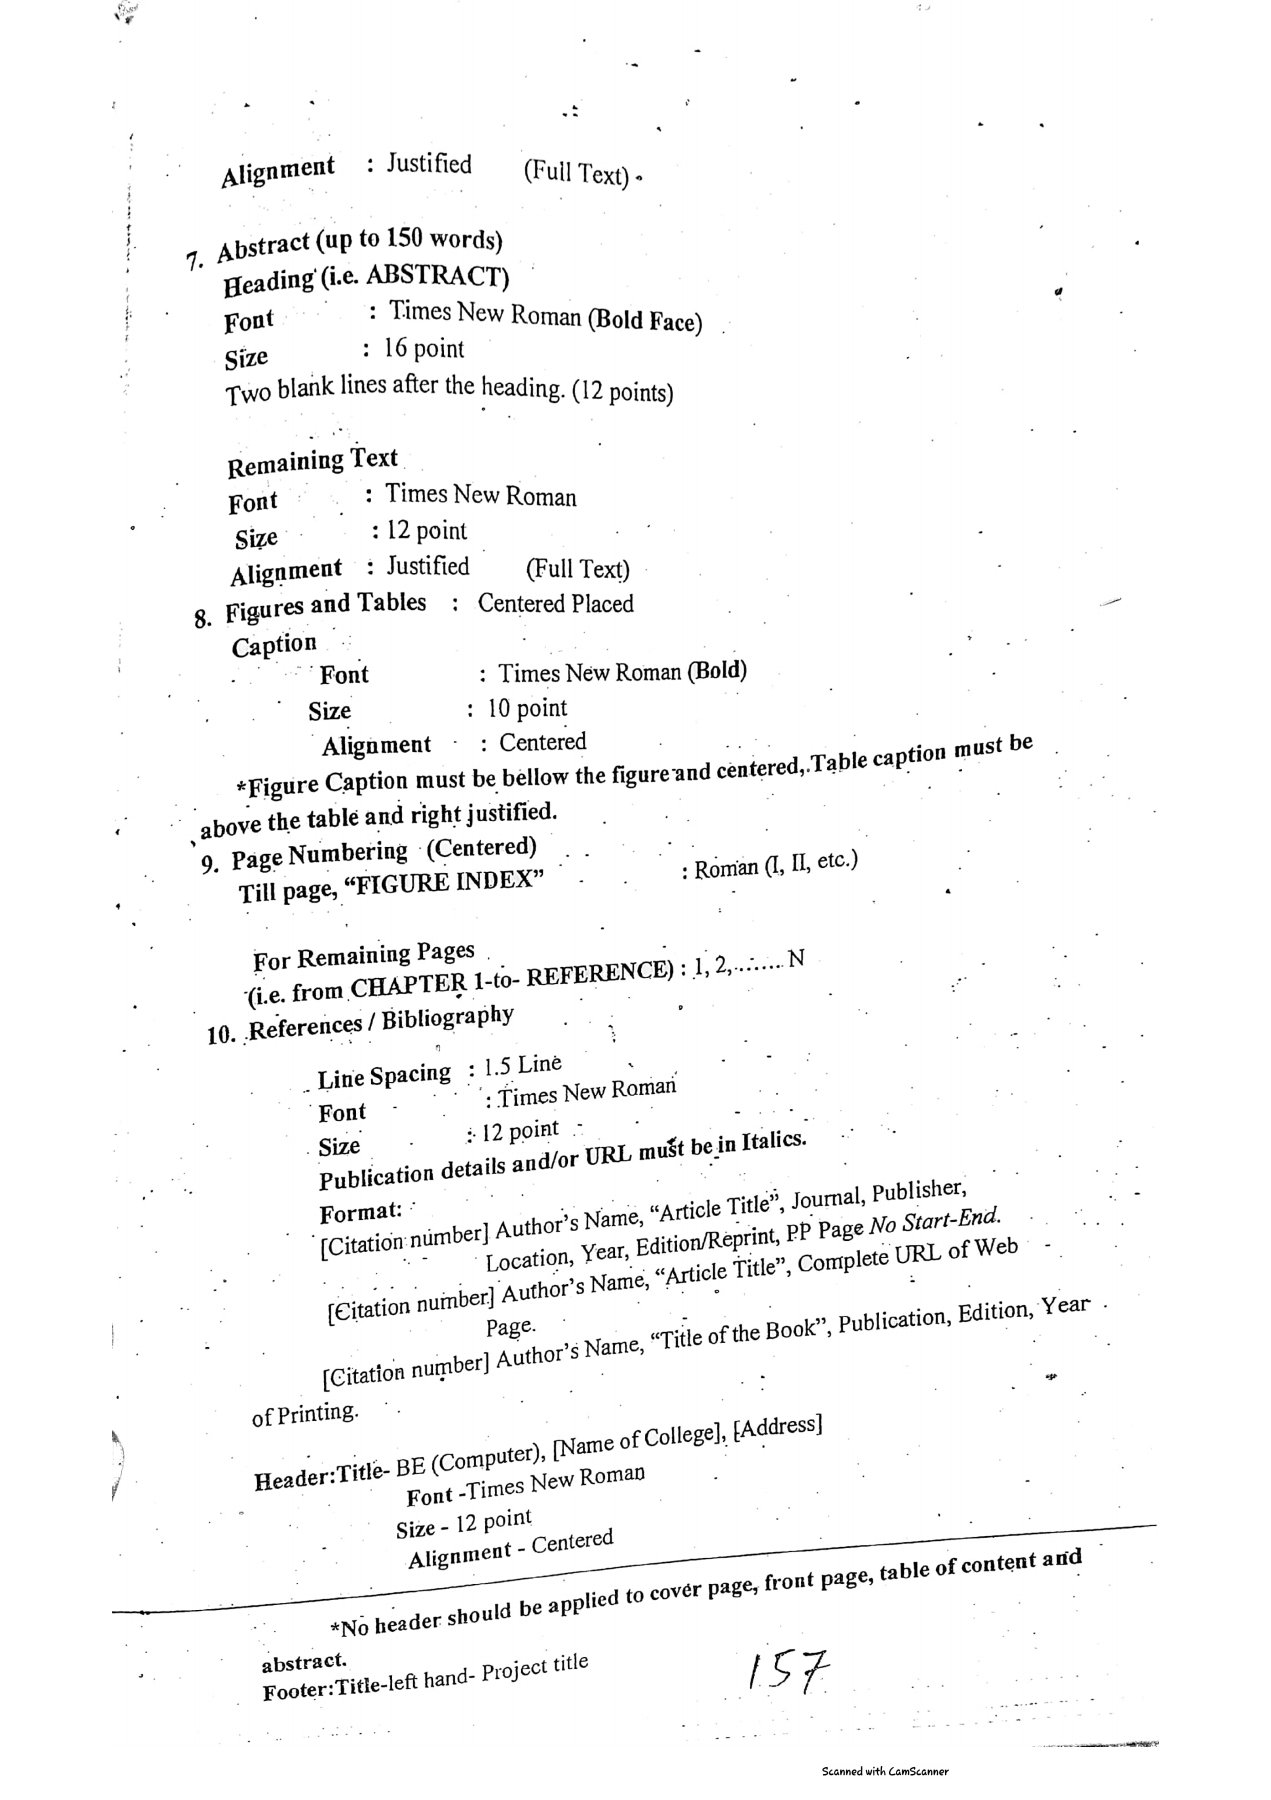 Alignment : Justified (Full Text)
7. Abstract (up to 150 words)
Heading (i.e. ABSTRACT)
Font : Times New Roman (Bold Face)
Size : 16 point
Two blank lines after the heading. (12 points)
Remaining Text
Font : Times New Roman
Size : 12 point
Alignment : Justified (Full Text)
8. Figures and Tables : Centered Placed
Caption
Font : Times New Roman (Bold)
Size : 10 point
Alignment : Centered
*Figure Caption must be bellow the figure and centered, Table caption must be
above the table and right justified.
9. Page Numbering (Centered)
Till page, “FIGURE INDEX” : Roman (I, II, etc.)
For Remaining Pages
(i.e. from CHAPTER 1-to- REFERENCE) : 1, 2,........ N
10. References / Bibliography
Line Spacing : 1.5 Line
Font : Times New Roman
Size : 12 point
Publication details and/or URL must be in Italics.
Format:
[Citation number] Author’s Name, “Article Title”, Journal, Publisher,
Location, Year, Edition/Reprint, PP Page No Start-End.
[Citation number] Author’s Name, “Article Title”, Complete URL of Web
Page.
[Citation number] Author’s Name, “Title of the Book”, Publication, Edition, Year
of Printing.
Header:Title- BE (Computer), [Name of College], [Address]
Font -Times New Roman
Size - 12 point
Alignment - Centered
*No header should be applied to cover page, front page, table of content and
abstract.
Footer:Title-left hand- Project title
157
Scanned with CamScanner